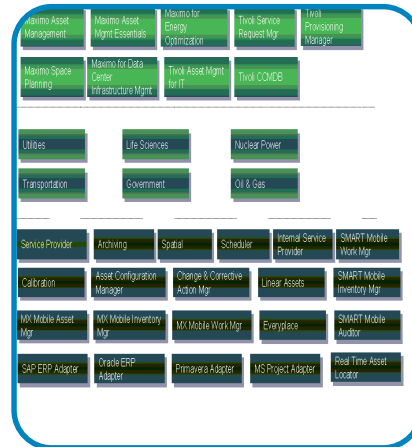 Maximo Asset
Management
Maximo Asset
Mgmt Essentials
Maximo for
Energy
Optimization
Tivoli Service
Request Mgr
Tivoli
Provisioning
Manager
Maximo Space
Planning
Maximo for Data
Center
Infrastructure Mgmt
Tivoli Asset Mgmt
for IT
Tivoli CCMDB
Utilities
Life Sciences
Nuclear Power
Transportation
Government
Oil & Gas
Service Provider
Archiving
Spatial
Scheduler
Internal Service
Provider
SMART Mobile
Work Mgr
Calibration
Asset Configuration
Manager
Change & Corrective
Action Mgr
Linear Assets
SMART Mobile
Inventory Mgr
MX Mobile Asset
Mgr
MX Mobile Inventory
Mgr
MX Mobile Work Mgr
Everyplace
SMART Mobile
Auditor
SAP ERP Adapter
Oracle ERP
Adapter
Primavera Adapter
MS Project Adapter
Real Time Asset
Locator